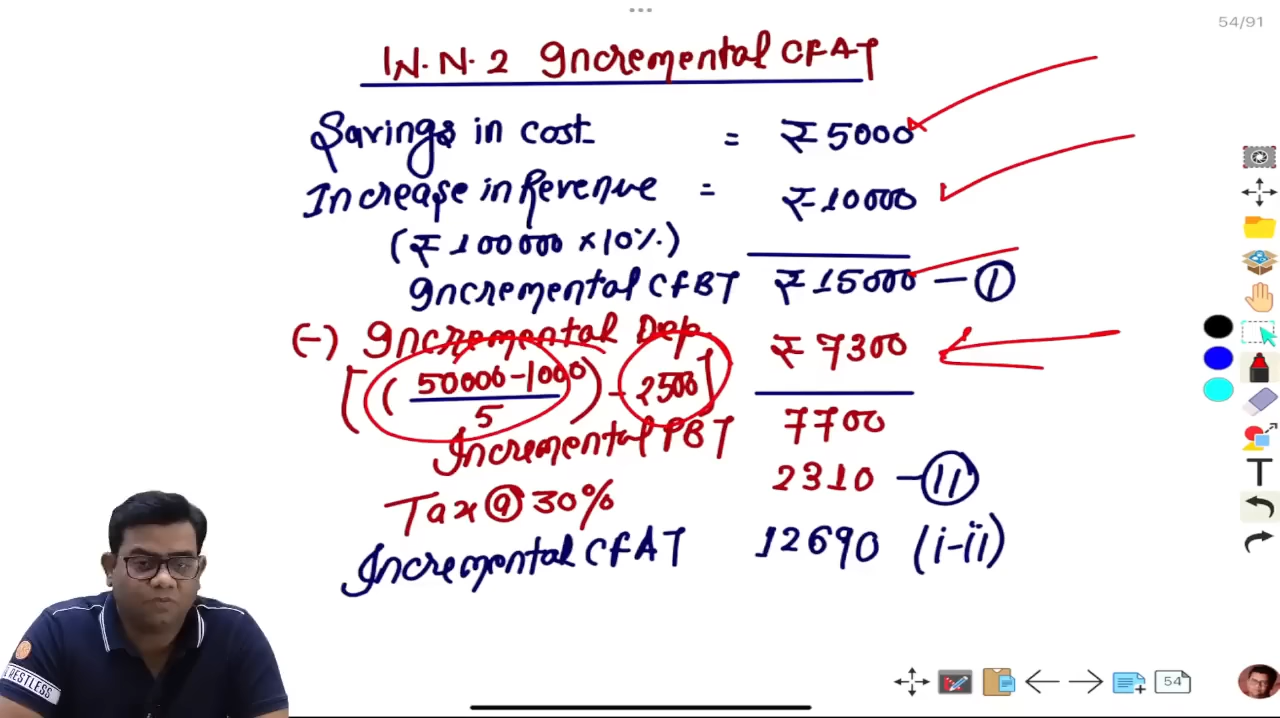 54/91
W.N.2 Incremental CFAT
Savings in cost = ₹5000
Increase in Revenue = ₹10000
(₹100000 × 10%)
Incremental CFBT ₹15000 — (I)
(-) Incremental Dep. ₹7300
[(50000-1000)/5) - 2500]
Incremental PBT 7700
2310 — (II)
Tax @ 30%
Incremental CFAT 12690 (i-ii)
RESTLESS
T
54